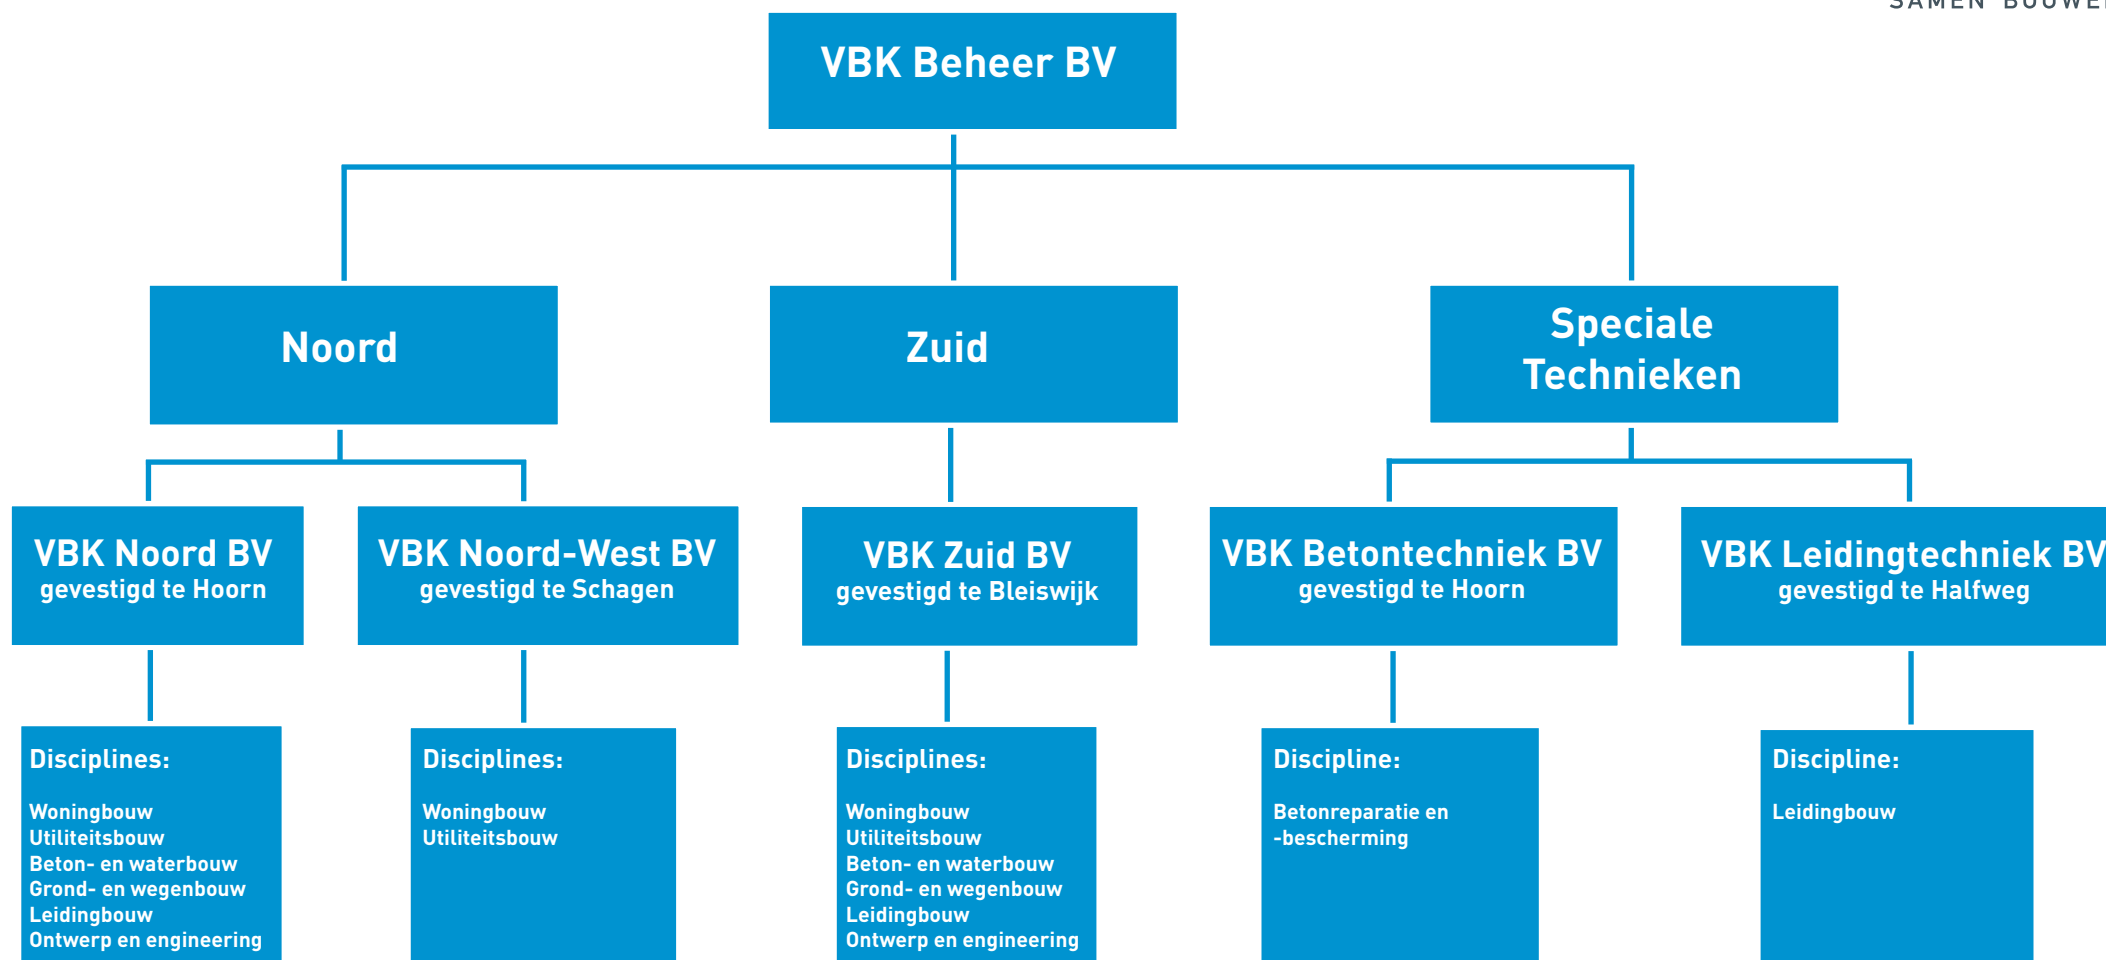 SAMEN BOUWEN
VBK Beheer BV
Noord
Zuid
Speciale
Technieken
VBK Noord BV
gevestigd te Hoorn
VBK Noord-West BV
gevestigd te Schagen
VBK Zuid BV
gevestigd te Bleiswijk
VBK Betontechniek BV
gevestigd te Hoorn
VBK Leidingtechniek BV
gevestigd te Halfweg
Disciplines:
Woningbouw
Utiliteitsbouw
Beton- en waterbouw
Grond- en wegenbouw
Leidingbouw
Ontwerp en engineering
Disciplines:
Woningbouw
Utiliteitsbouw
Disciplines:
Woningbouw
Utiliteitsbouw
Beton- en waterbouw
Grond- en wegenbouw
Leidingbouw
Ontwerp en engineering
Discipline:
Betonreparatie en
-bescherming
Discipline:
Leidingbouw